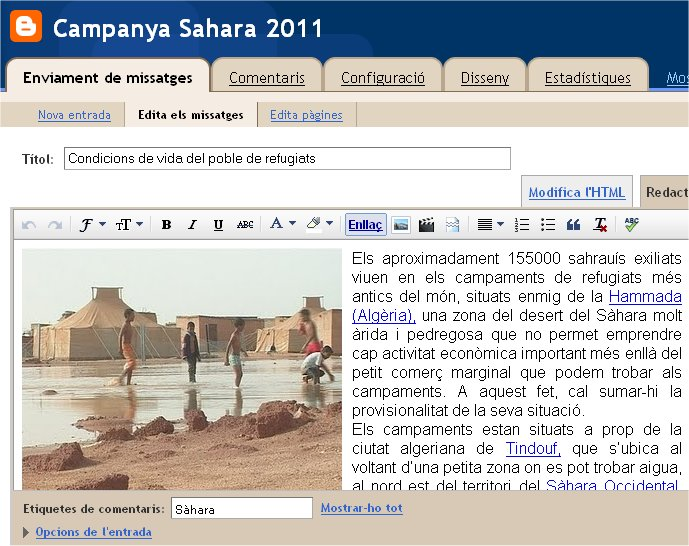 Campanya Sahara 2011
Enviament de missatges Comentaris Configuració Disseny Estadístiques Mos
Nova entrada Edita els missatges Edita pàgines
Títol: Condicions de vida del poble de refugiats
Modifica l'HTML Redact
B I U ABC A Enllaç
Els aproximadament 155000 sahrauís exiliats
viuen en els campaments de refugiats més
antics del món, situats enmig de la Hammada
(Algèria), una zona del desert del Sàhara molt
àrida i pedregosa que no permet emprendre
cap activitat econòmica important més enllà del
petit comerç marginal que podem trobar als
campaments. A aquest fet, cal sumar-hi la
provisionalitat de la seva situació.
Els campaments estan situats a prop de la
ciutat algeriana de Tindouf, que s'ubica al
voltant d'una petita zona on es pot trobar aigua,
al nord est del territori del Sàhara Occidental.
Etiquetes de comentaris: Sàhara Mostrar-ho tot
Opcions de l'entrada